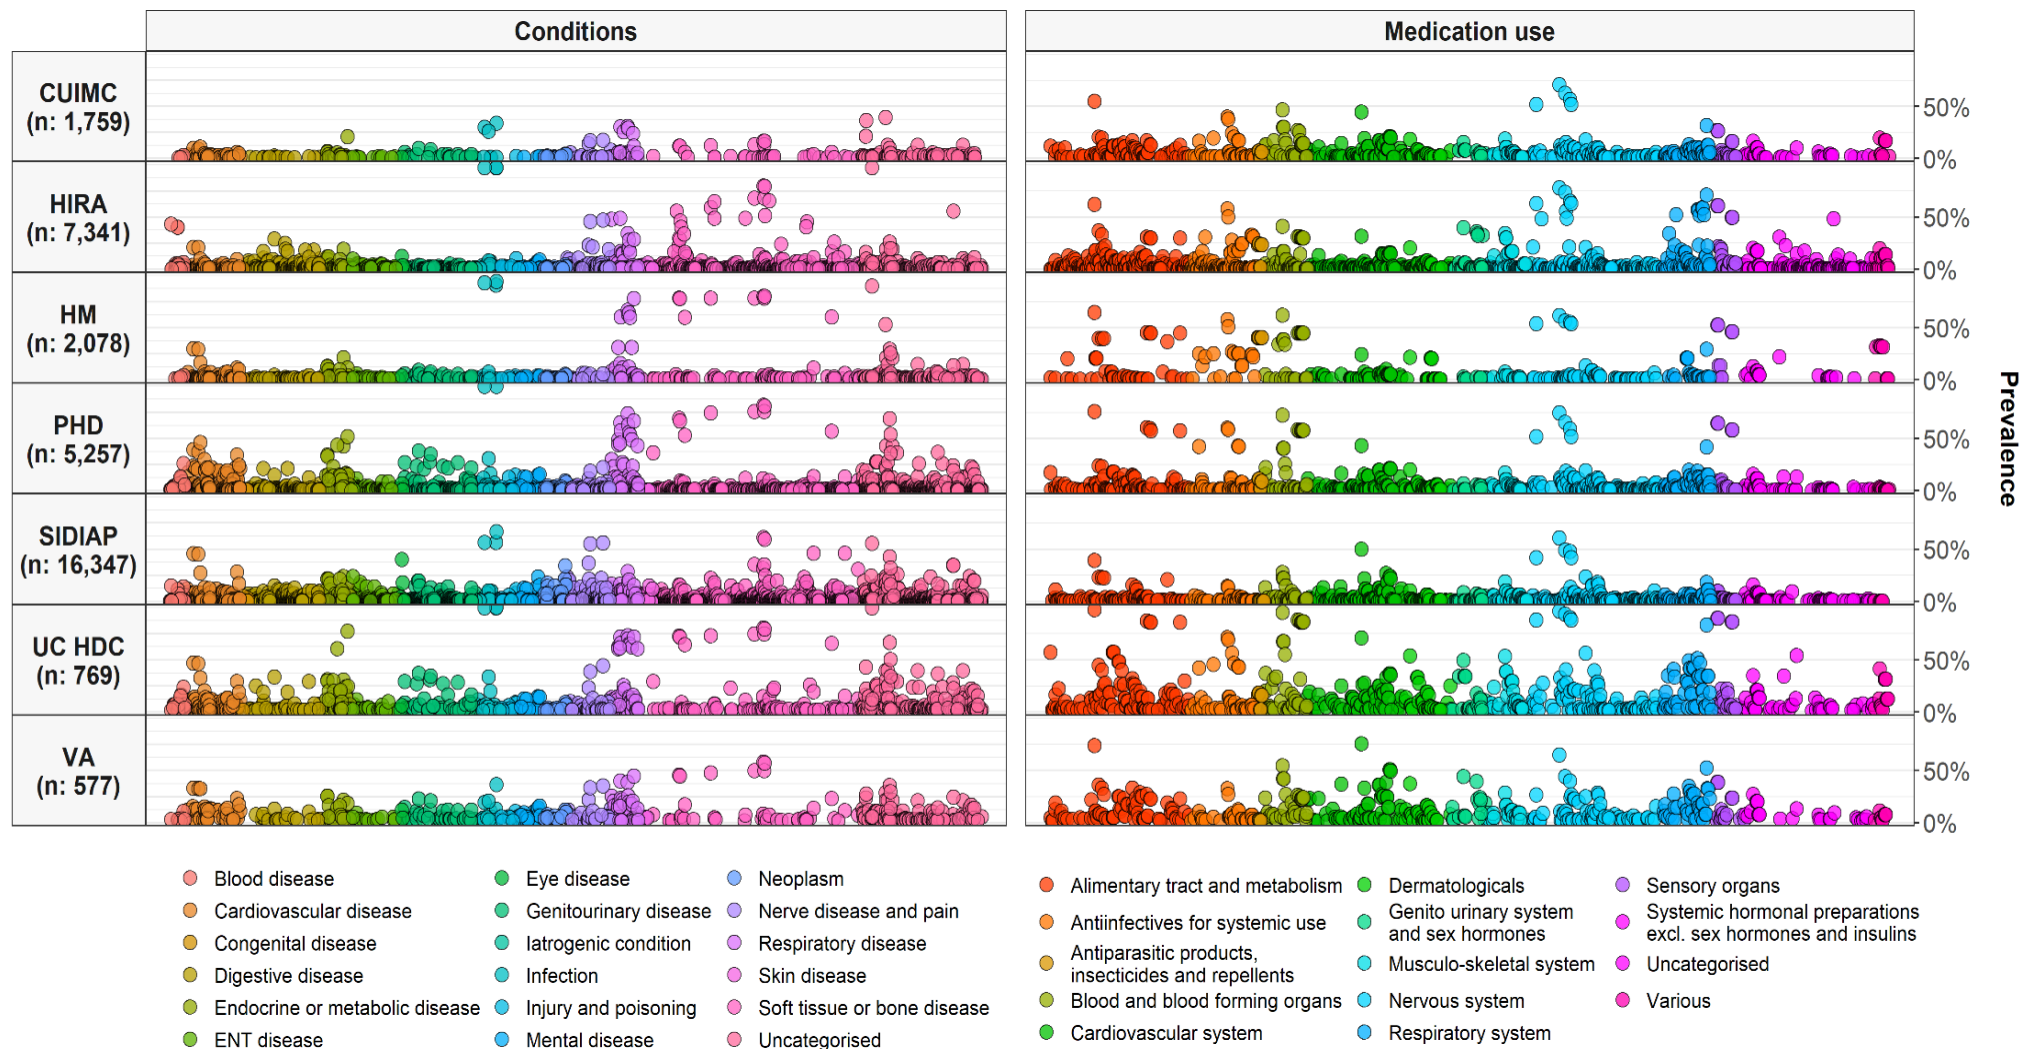 Conditions
Medication use
CUIMC
(n: 1,759)
50%
0%
HIRA
(n: 7,341)
50%
0%
HM
(n: 2,078)
50%
0%
PHD
(n: 5,257)
50%
0%
SIDIAP
(n: 16,347)
50%
0%
UC HDC
(n: 769)
50%
0%
VA
(n: 577)
50%
0%
Prevalence
Blood disease
Cardiovascular disease
Congenital disease
Digestive disease
Endocrine or metabolic disease
ENT disease
Eye disease
Genitourinary disease
Iatrogenic condition
Infection
Injury and poisoning
Mental disease
Neoplasm
Nerve disease and pain
Respiratory disease
Skin disease
Soft tissue or bone disease
Uncategorised
Alimentary tract and metabolism
Antiinfectives for systemic use
Antiparasitic products,
insecticides and repellents
Blood and blood forming organs
Cardiovascular system
Dermatologicals
Genito urinary system
and sex hormones
Musculo-skeletal system
Nervous system
Respiratory system
Sensory organs
Systemic hormonal preparations
excl. sex hormones and insulins
Uncategorised
Various